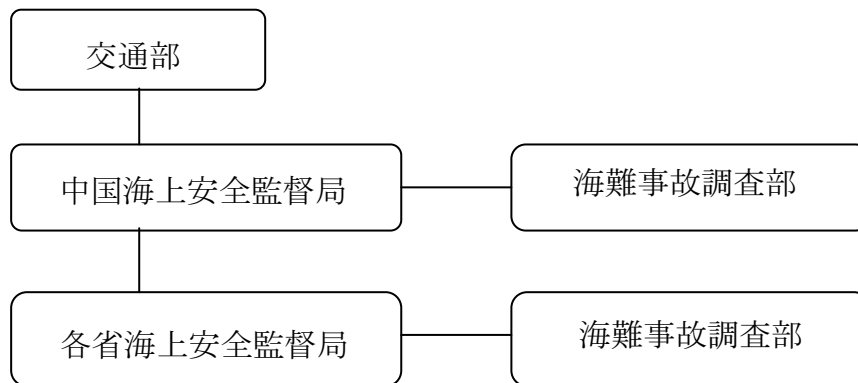 交通部
中国海上安全監督局
海難事故調査部
各省海上安全監督局
海難事故調査部